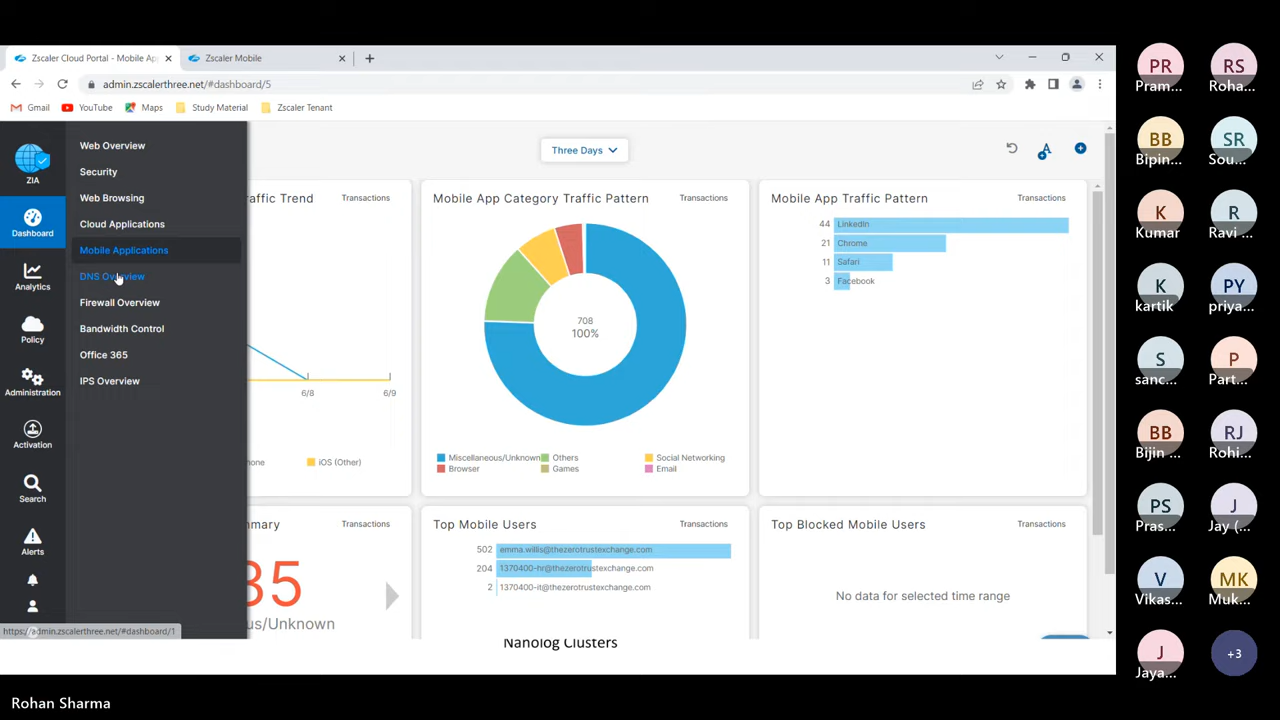 Zscaler Cloud Portal - Mobile Ap
Zscaler Mobile
admin.zscalerthree.net/#dashboard/5
Gmail
YouTube
Maps
Study Material
Zscaler Tenant
ZIA
Dashboard
Analytics
Policy
Administration
Activation
Search
Alerts
Web Overview
Security
Web Browsing
Cloud Applications
Mobile Applications
DNS Overview
Firewall Overview
Bandwidth Control
Office 365
IPS Overview
https://admin.zscalerthree.net/#dashboard/1
Three Days
affic Trend
Transactions
6/8
6/9
one
iOS (Other)
Mobile App Category Traffic Pattern
Transactions
708
100%
Miscellaneous/Unknown
Others
Social Networking
Browser
Games
Email
Mobile App Traffic Pattern
Transactions
44 LinkedIn
21 Chrome
11 Safari
3 Facebook
mmary
Transactions
85
us/Unknown
Top Mobile Users
Transactions
502 emma.willis@thezerotrustexchange.com
204 1370400-hr@thezerotrustexchange.com
2 1370400-it@thezerotrustexchange.com
Top Blocked Mobile Users
Transactions
No data for selected time range
Nanolog Clusters
PR
Pram...
RS
Roha...
BB
Bipin...
SR
Sou...
K
Kumar
R
Ravi ...
K
kartik
PY
priya...
S
sanc...
P
Part...
BB
Bijin ...
RJ
Rohi...
PS
Pras...
J
Jay (...
V
Vikas...
MK
Muk...
J
Jaya...
+3
Rohan Sharma